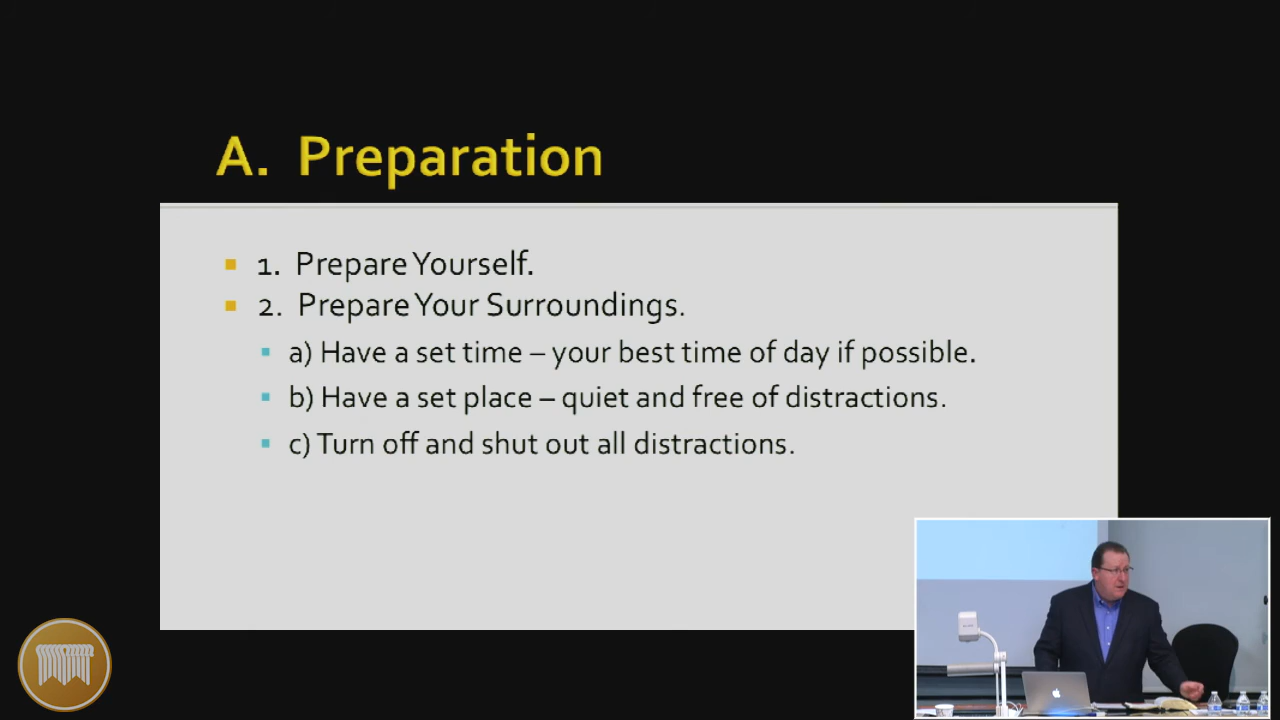 A. Preparation
1. Prepare Yourself.
2. Prepare Your Surroundings.
a) Have a set time – your best time of day if possible.
b) Have a set place – quiet and free of distractions.
c) Turn off and shut out all distractions.